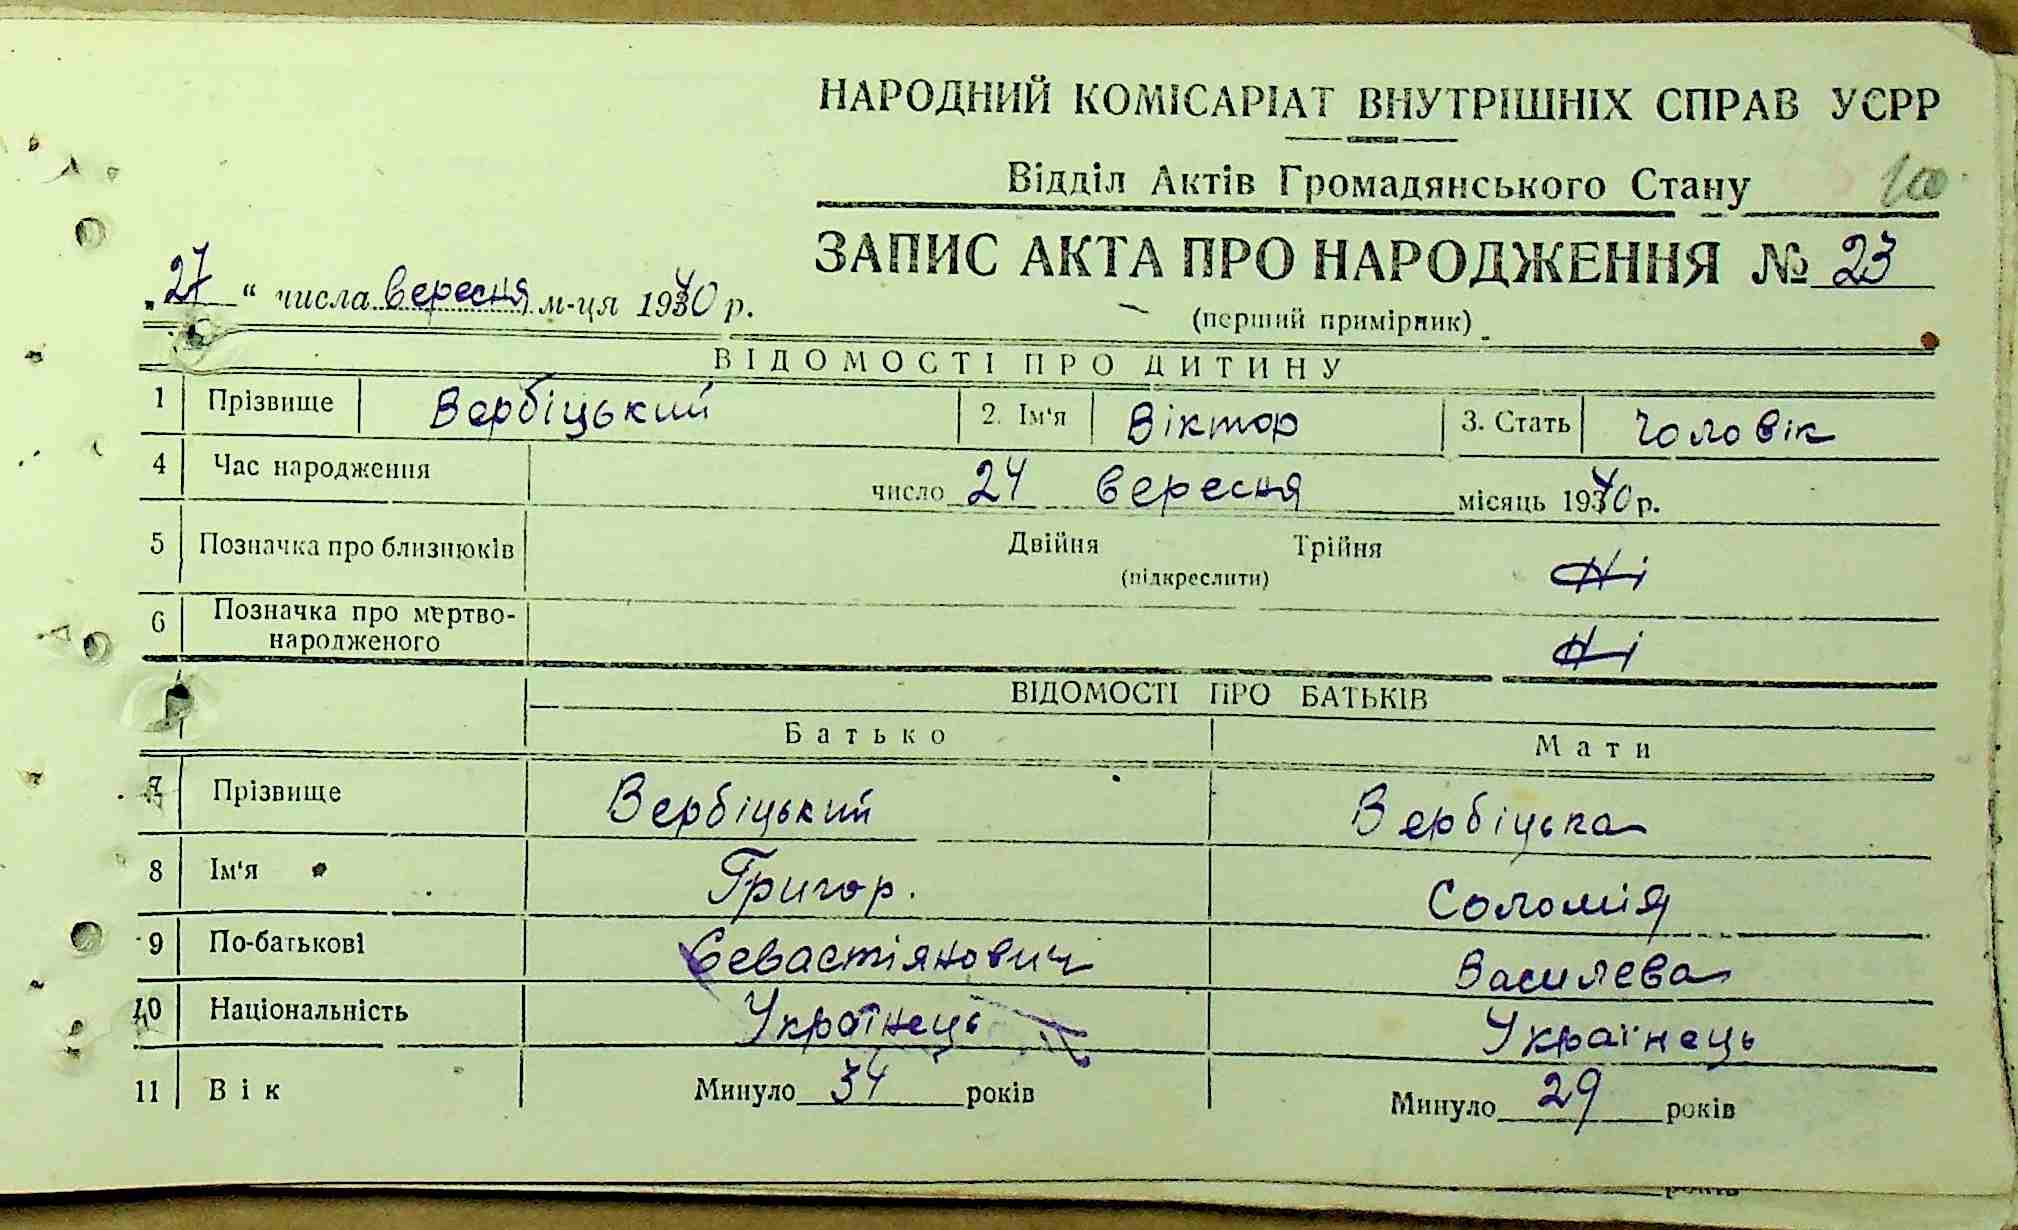 НАРОДНИЙ КОМІСАРІАТ ВНУТРІШНІХ СПРАВ УСРР
Відділ Актів Громадянського Стану
ЗАПИС АКТА ПРО НАРОДЖЕННЯ № 23
„27“ числа вересня м-ця 1940 р.
(перший примірник)
ВІДОМОСТІ ПРО ДИТИНУ
1 Прізвище Вербіцький 2. Ім'я Віктор 3. Стать Чоловік
4 Час народження число 24 вересня місяць 1940 р.
5 Позначка про близнюків Двійня Трійня Ні
(підкреслити)
6 Позначка про мертво-
народженого Ні
ВІДОМОСТІ ПРО БАТЬКІВ
Батько Мати
7 Прізвище Вербіцький Вербіцька
8 Ім'я Григор. Соломія
9 По-батькові Севастіянович Василева
10 Національність Українець Українець
11 Вік Минуло 34 років Минуло 29 років